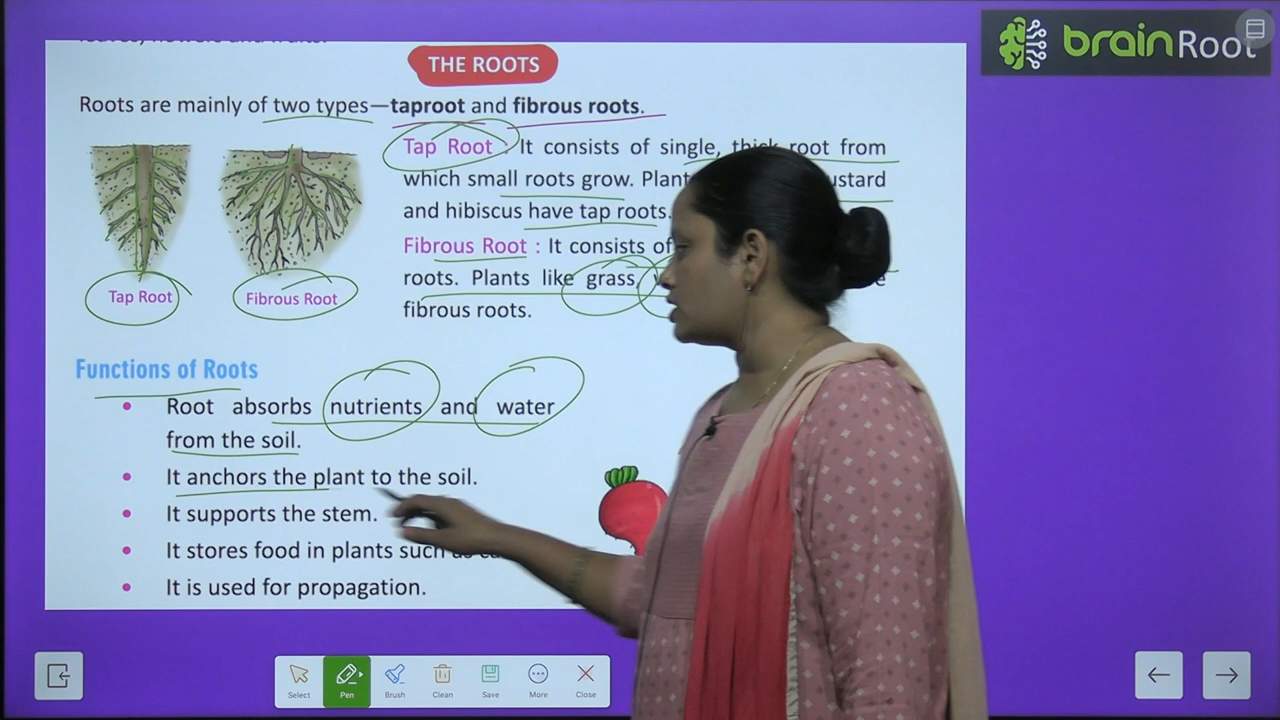 brainRoot
THE ROOTS
Roots are mainly of two types—taproot and fibrous roots.
Tap Root : It consists of single, thick root from
which small roots grow. Plant
and hibiscus have tap roots.
Fibrous Root : It consists of
roots. Plants like grass,
fibrous roots.
Tap Root
Fibrous Root
Functions of Roots
• Root absorbs nutrients and water
from the soil.
• It anchors the plant to the soil.
• It supports the stem.
• It stores food in plants such as
• It is used for propagation.
Select Pen Brush Clean Save More Close